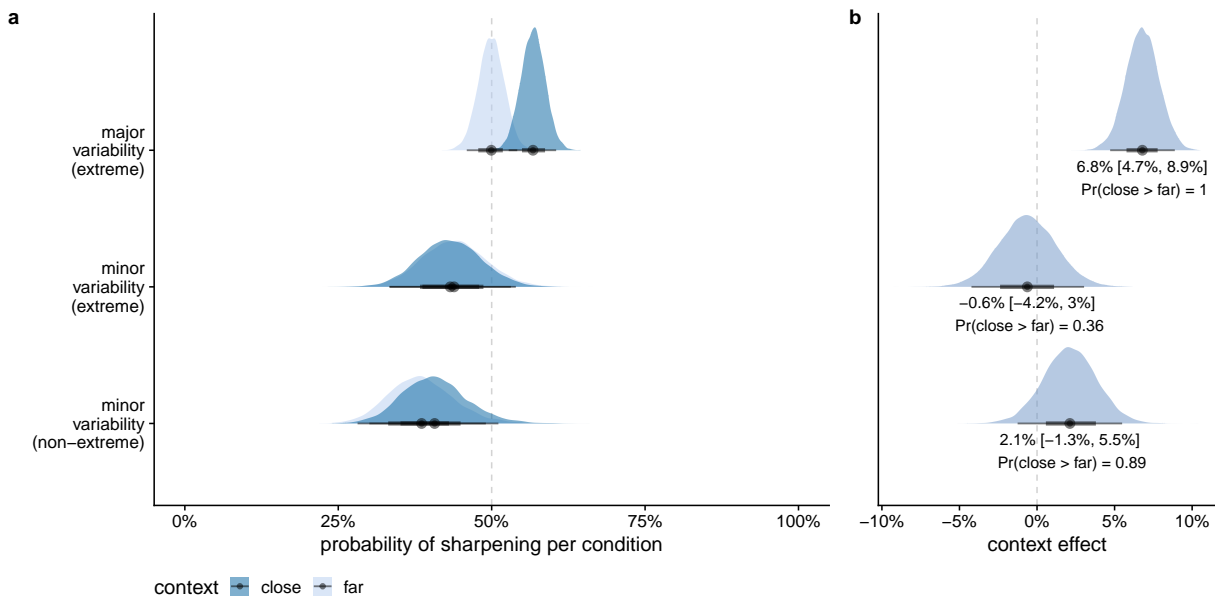 a
major
variability
(extreme)
minor
variability
(extreme)
minor
variability
(non−extreme)
0%
25%
50%
75%
100%
probability of sharpening per condition
context close far
b
6.8% [4.7%, 8.9%]
Pr(close > far) = 1
−0.6% [−4.2%, 3%]
Pr(close > far) = 0.36
2.1% [−1.3%, 5.5%]
Pr(close > far) = 0.89
−10%
−5%
0%
5%
10%
context effect